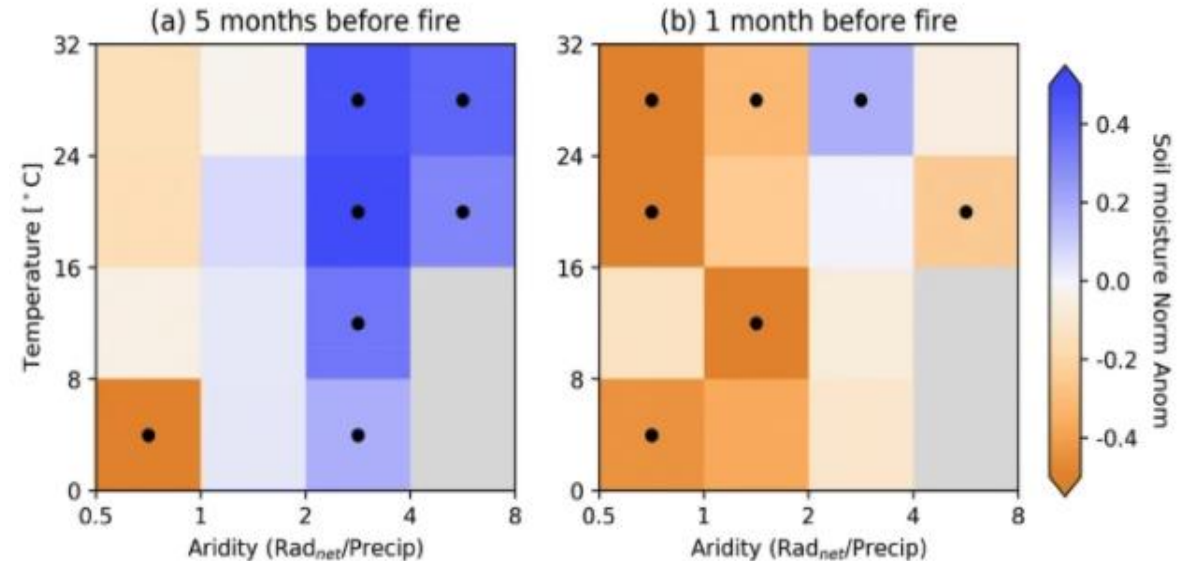 (a) 5 months before fire
(b) 1 month before fire
Temperature [°C]
32
24
16
8
0
0.5 1 2 4 8
Aridity (Rad_net/Precip)
32
24
16
8
0
0.5 1 2 4 8
Aridity (Rad_net/Precip)
0.4
0.2
0.0
-0.2
-0.4
Soil moisture Norm Anom